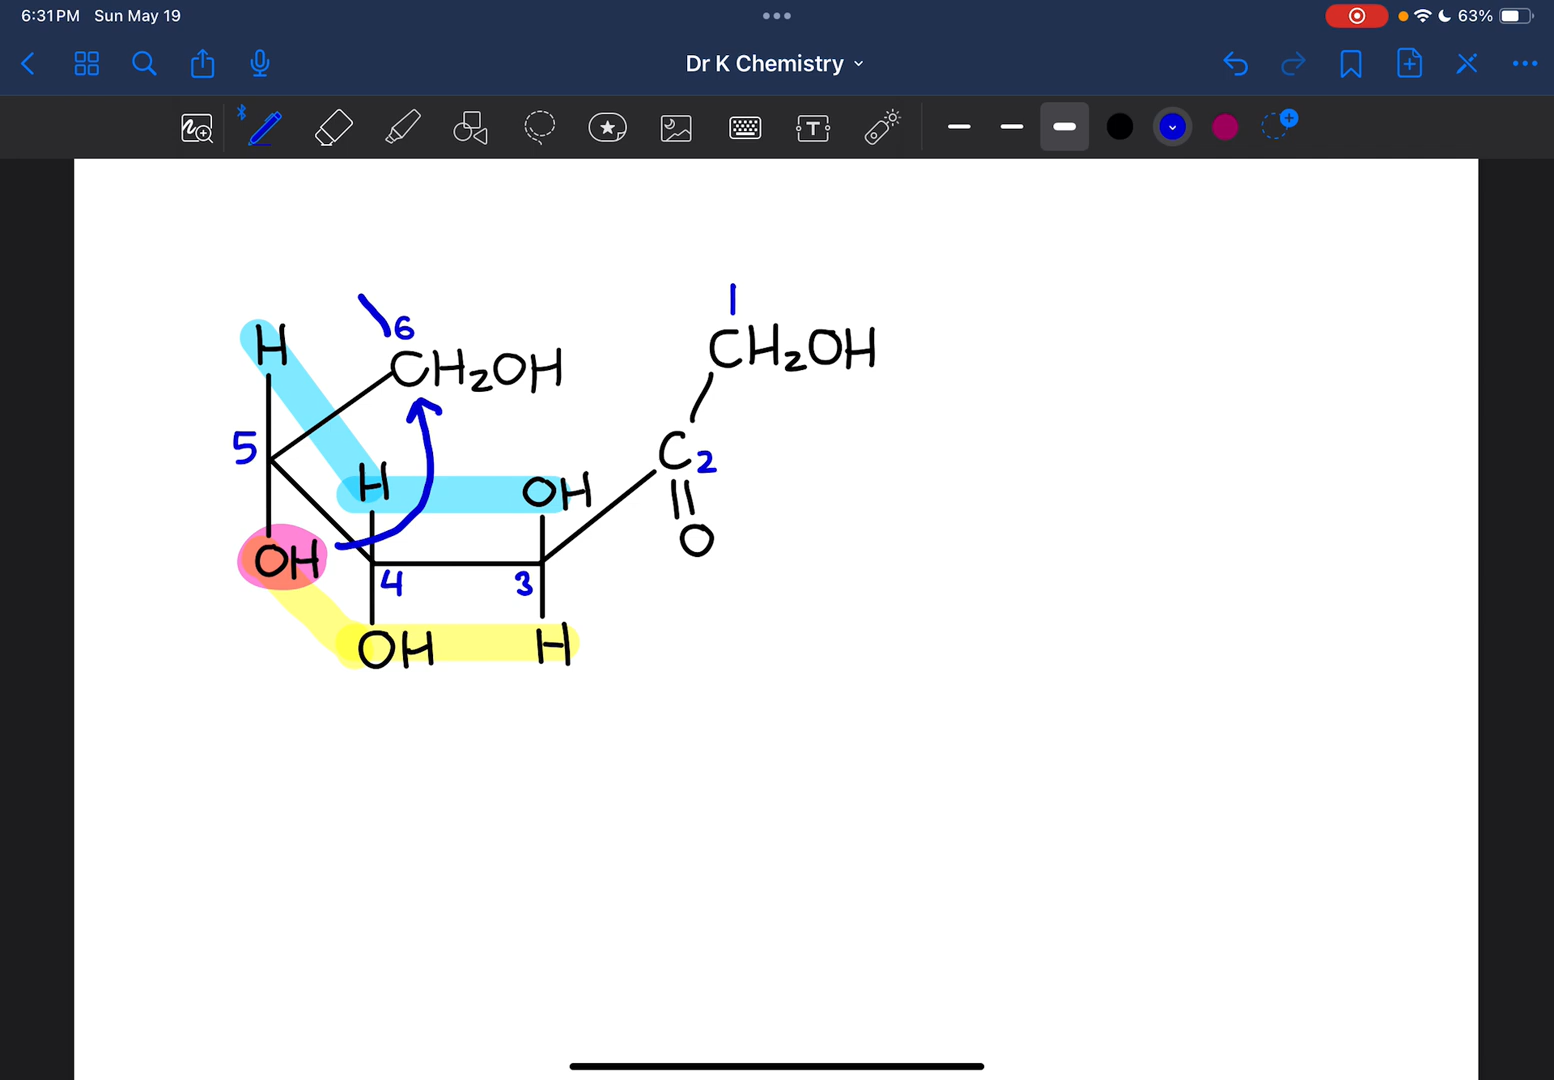 6:31 PM Sun May 19
63%
Dr K Chemistry
T
1
6
H
CH₂OH
CH₂OH
5
C 2
H
OH
O
OH
4
3
OH
H